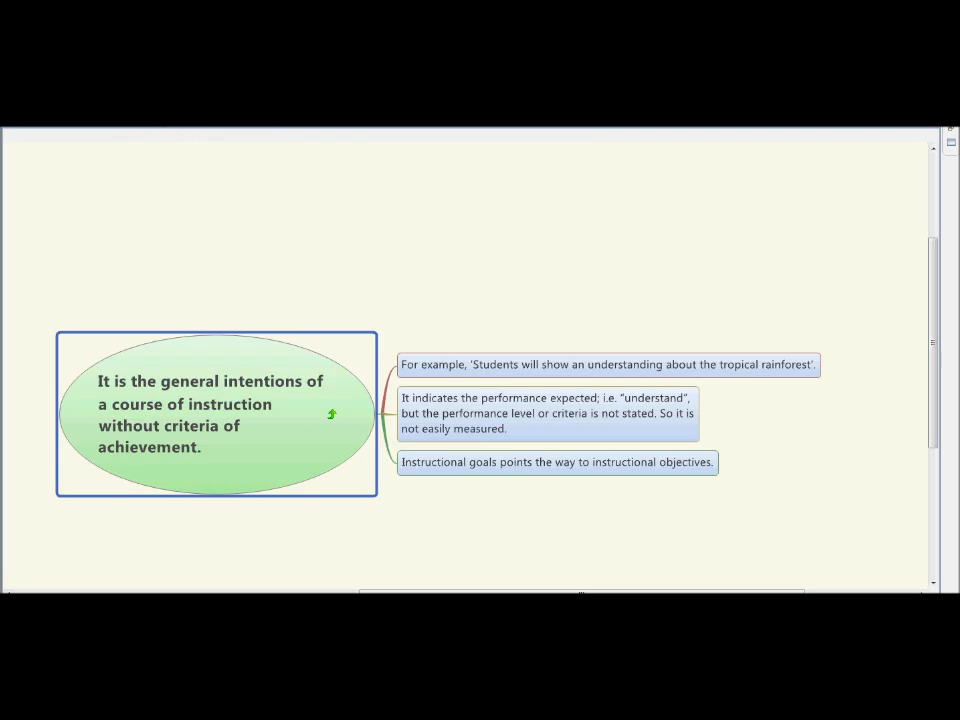 It is the general intentions of
a course of instruction
without criteria of
achievement.
For example, ‘Students will show an understanding about the tropical rainforest’.
It indicates the performance expected; i.e. “understand”,
but the performance level or criteria is not stated. So it is
not easily measured.
Instructional goals points the way to instructional objectives.